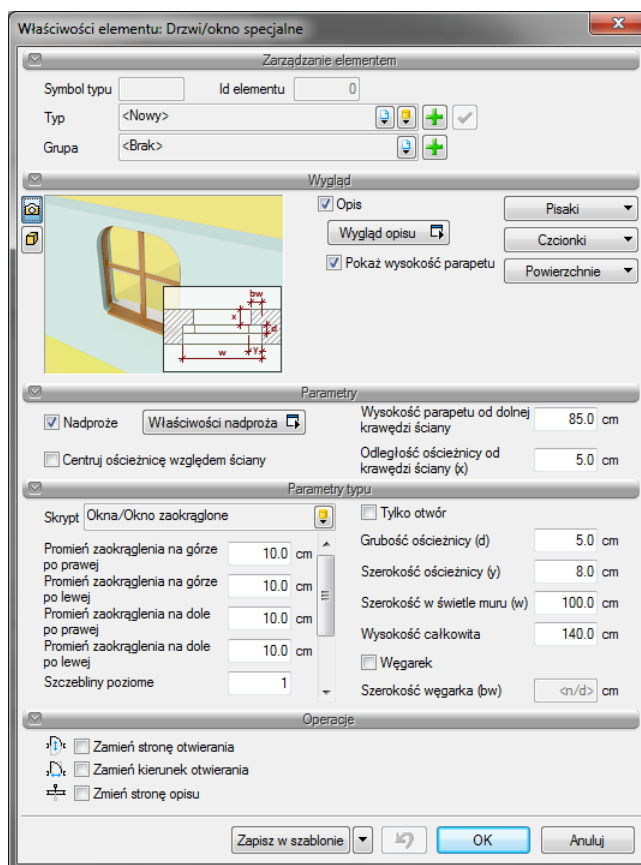 Właściwości elementu: Drzwi/okno specjalne
Zarządzanie elementem
Symbol typu Id elementu 0
Typ <Nowy>
Grupa <Brak>
Wygląd
Opis Pisaki
Wygląd opisu Czcionki
Pokaż wysokość parapetu Powierzchnie
bw
x
d
w y
Parametry
Nadproże Właściwości nadproża Wysokość parapetu od dolnej
krawędzi ściany 85.0 cm
Centruj ościeżnicę względem ściany Odległość ościeżnicy od
krawędzi ściany (x) 5.0 cm
Parametry typu
Skrypt Okna/Okno zaokrąglone Tylko otwór
Promień zaokrąglenia na górze
po prawej 10.0 cm Grubość ościeżnicy (d) 5.0 cm
Promień zaokrąglenia na górze
po lewej 10.0 cm Szerokość ościeżnicy (y) 8.0 cm
Promień zaokrąglenia na dole
po prawej 10.0 cm Szerokość w świetle muru (w) 100.0 cm
Promień zaokrąglenia na dole
po lewej 10.0 cm Wysokość całkowita 140.0 cm
Węgarek
Szczebliny poziome 1 Szerokość węgarka (bw) <n/d> cm
Operacje
Zamień stronę otwierania
Zamień kierunek otwierania
Zmień stronę opisu
Zapisz w szablonie OK Anuluj